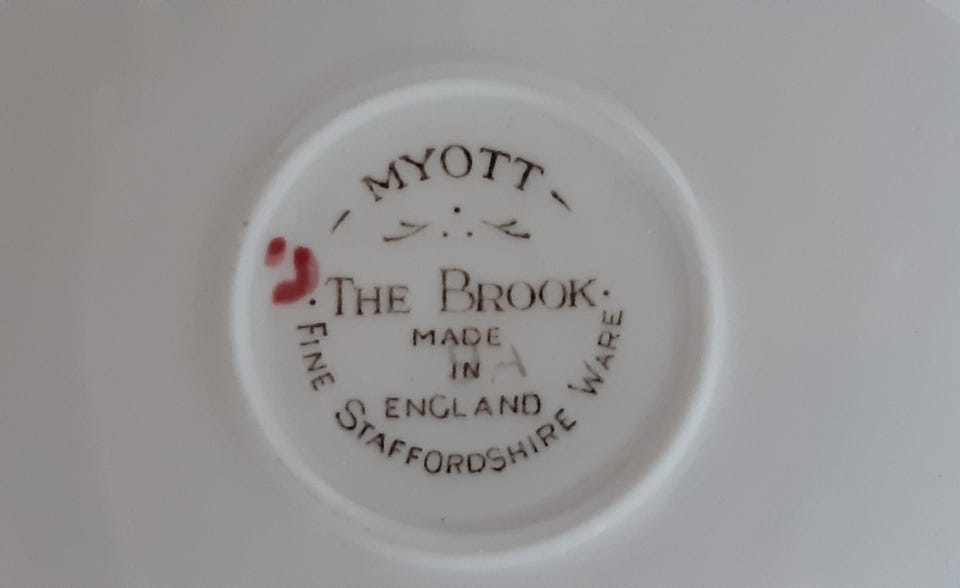 MYOTT
·THE BROOK·
MADE
IN
ENGLAND
FINE STAFFORDSHIRE WARE